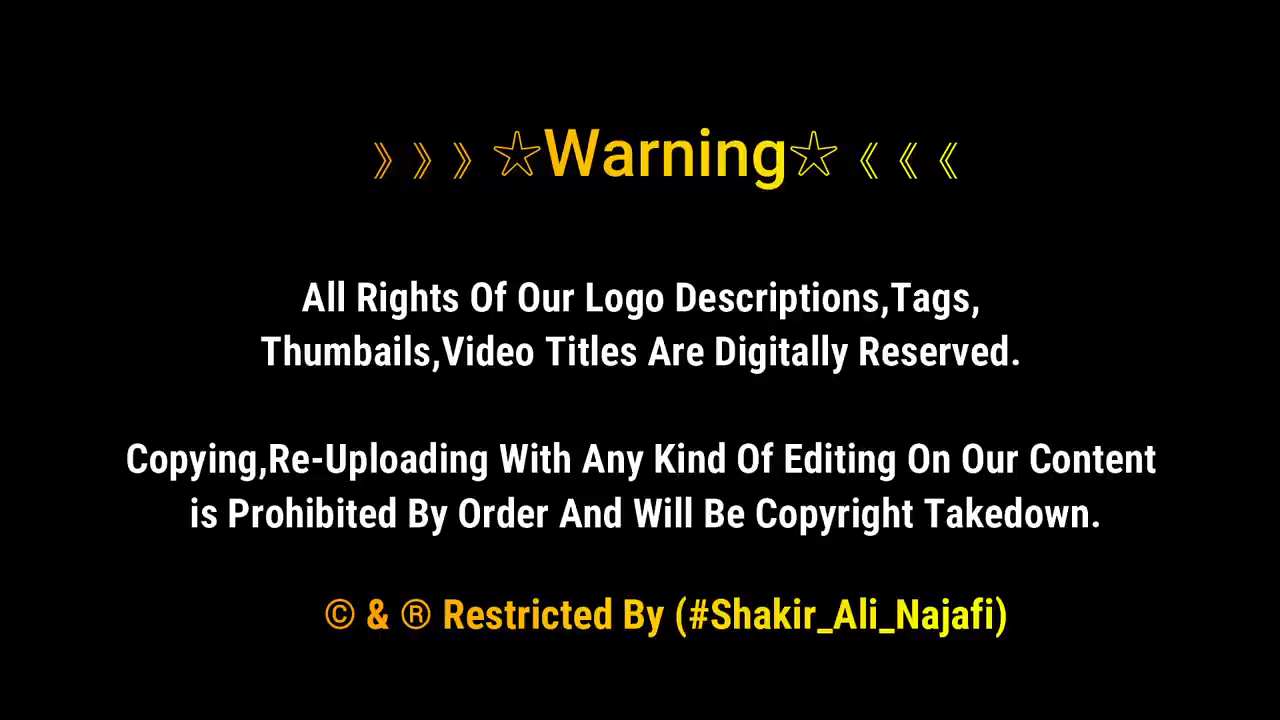 》》》☆Warning☆《《《
All Rights Of Our Logo Descriptions,Tags,
Thumbails,Video Titles Are Digitally Reserved.
Copying,Re-Uploading With Any Kind Of Editing On Our Content
is Prohibited By Order And Will Be Copyright Takedown.
© & ® Restricted By (#Shakir_Ali_Najafi)